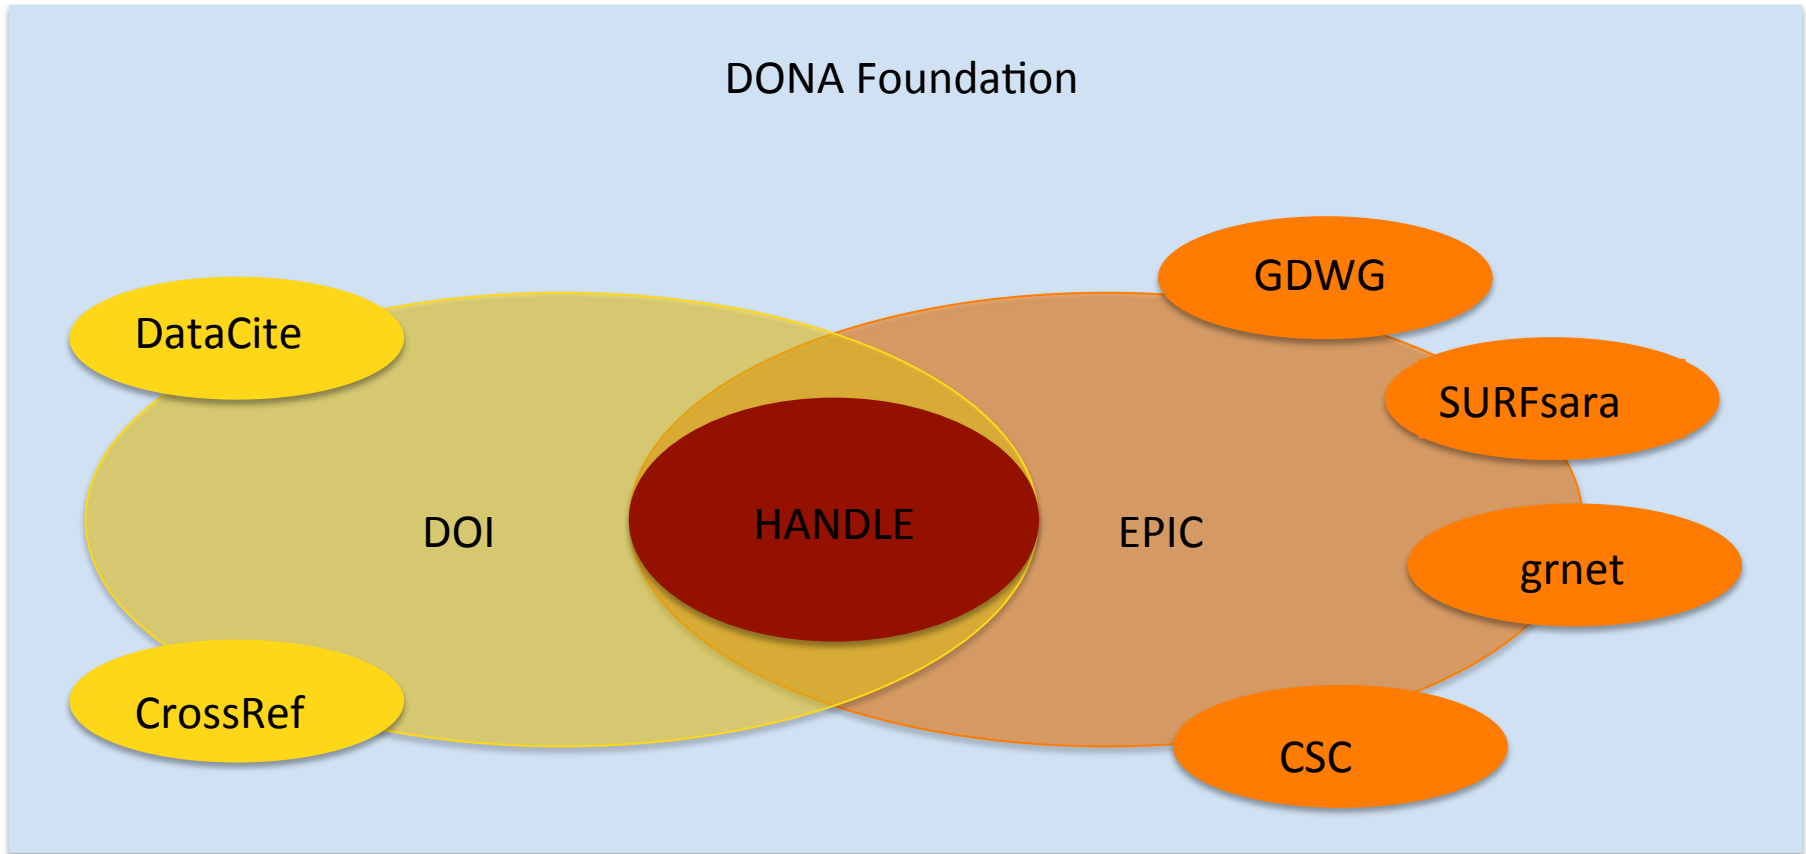 DONA Foundation
GDWG
DataCite
SURFsara
DOI
HANDLE
EPIC
grnet
CrossRef
CSC